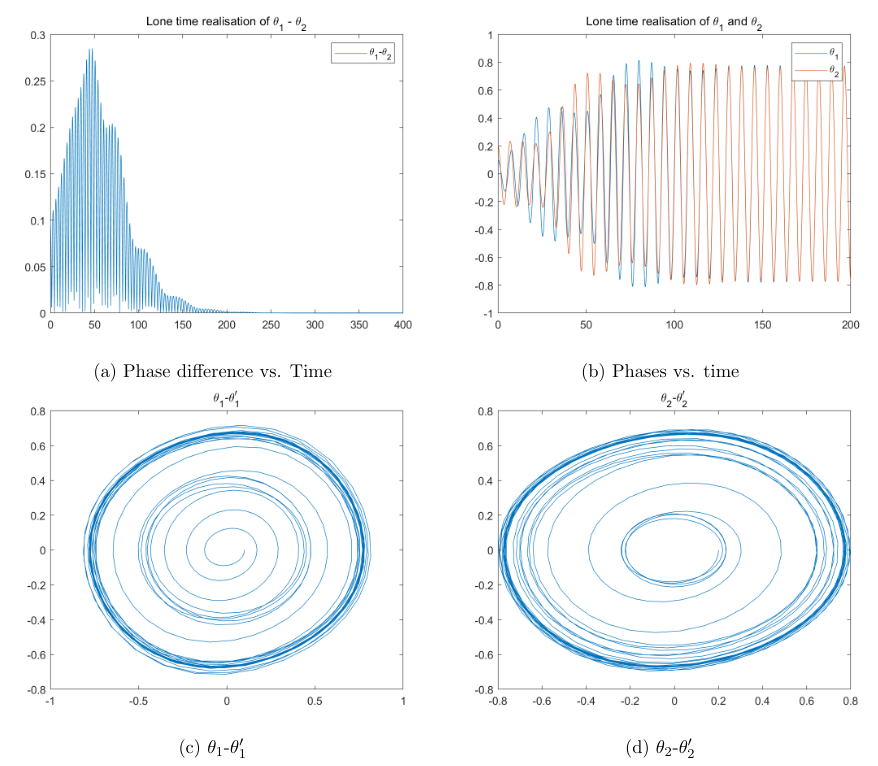 Lone time realisation of θ₁ - θ₂
0.3
0.25
0.2
0.15
0.1
0.05
0
0 50 100 150 200 250 300 350 400
θ₁-θ₂
(a) Phase difference vs. Time
Lone time realisation of θ₁ and θ₂
1
0.8
0.6
0.4
0.2
0
-0.2
-0.4
-0.6
-0.8
-1
0 50 100 150 200
θ₁
θ₂
(b) Phases vs. time
θ₁-θ′₁
0.8
0.6
0.4
0.2
0
-0.2
-0.4
-0.6
-0.8
-1 -0.5 0 0.5 1
(c) θ₁-θ′₁
θ₂-θ′₂
0.8
0.6
0.4
0.2
0
-0.2
-0.4
-0.6
-0.8
-0.8 -0.6 -0.4 -0.2 0 0.2 0.4 0.6 0.8
(d) θ₂-θ′₂